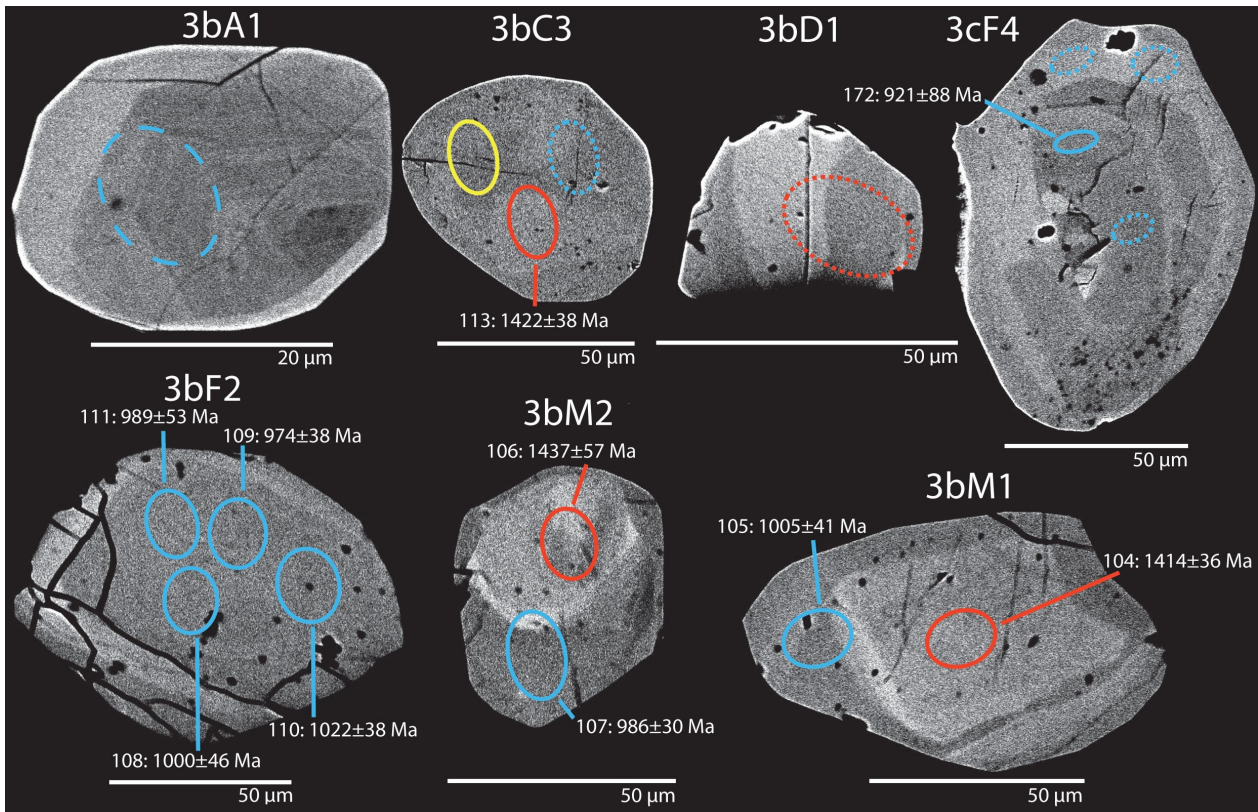 3bA1
3bC3
3bD1
3cF4
172: 921±88 Ma
113: 1422±38 Ma
20 µm
50 µm
50 µm
50 µm
3bF2
111: 989±53 Ma
109: 974±38 Ma
108: 1000±46 Ma
110: 1022±38 Ma
50 µm
3bM2
106: 1437±57 Ma
107: 986±30 Ma
50 µm
3bM1
105: 1005±41 Ma
104: 1414±36 Ma
50 µm